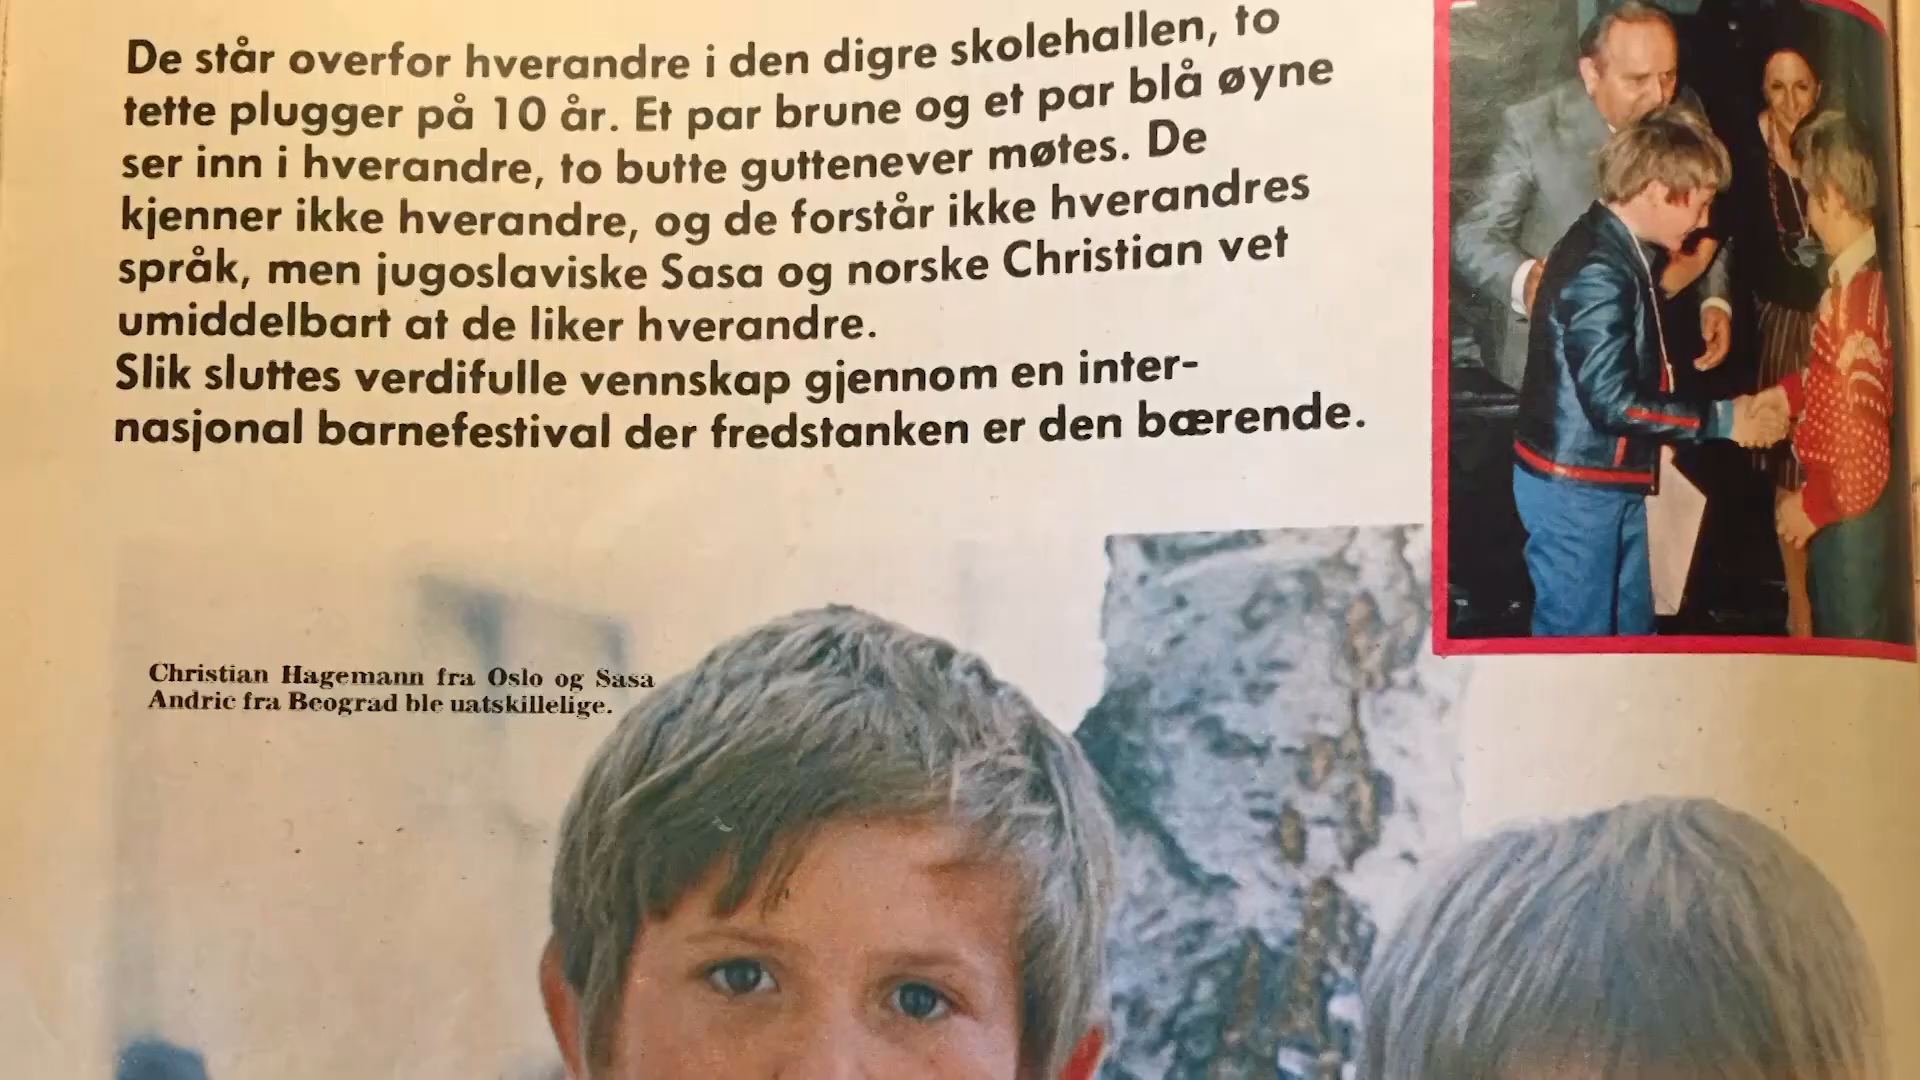 De står overfor hverandre i den digre skolehallen, to
tette plugger på 10 år. Et par brune og et par blå øyne
ser inn i hverandre, to butte guttenever møtes. De
kjenner ikke hverandre, og de forstår ikke hverandres
språk, men jugoslaviske Sasa og norske Christian vet
umiddelbart at de liker hverandre.
Slik sluttes verdifulle vennskap gjennom en inter-
nasjonal barnefestival der fredstanken er den bærende.
Christian Hagemann fra Oslo og Sasa
Andric fra Beograd ble uatskillelige.